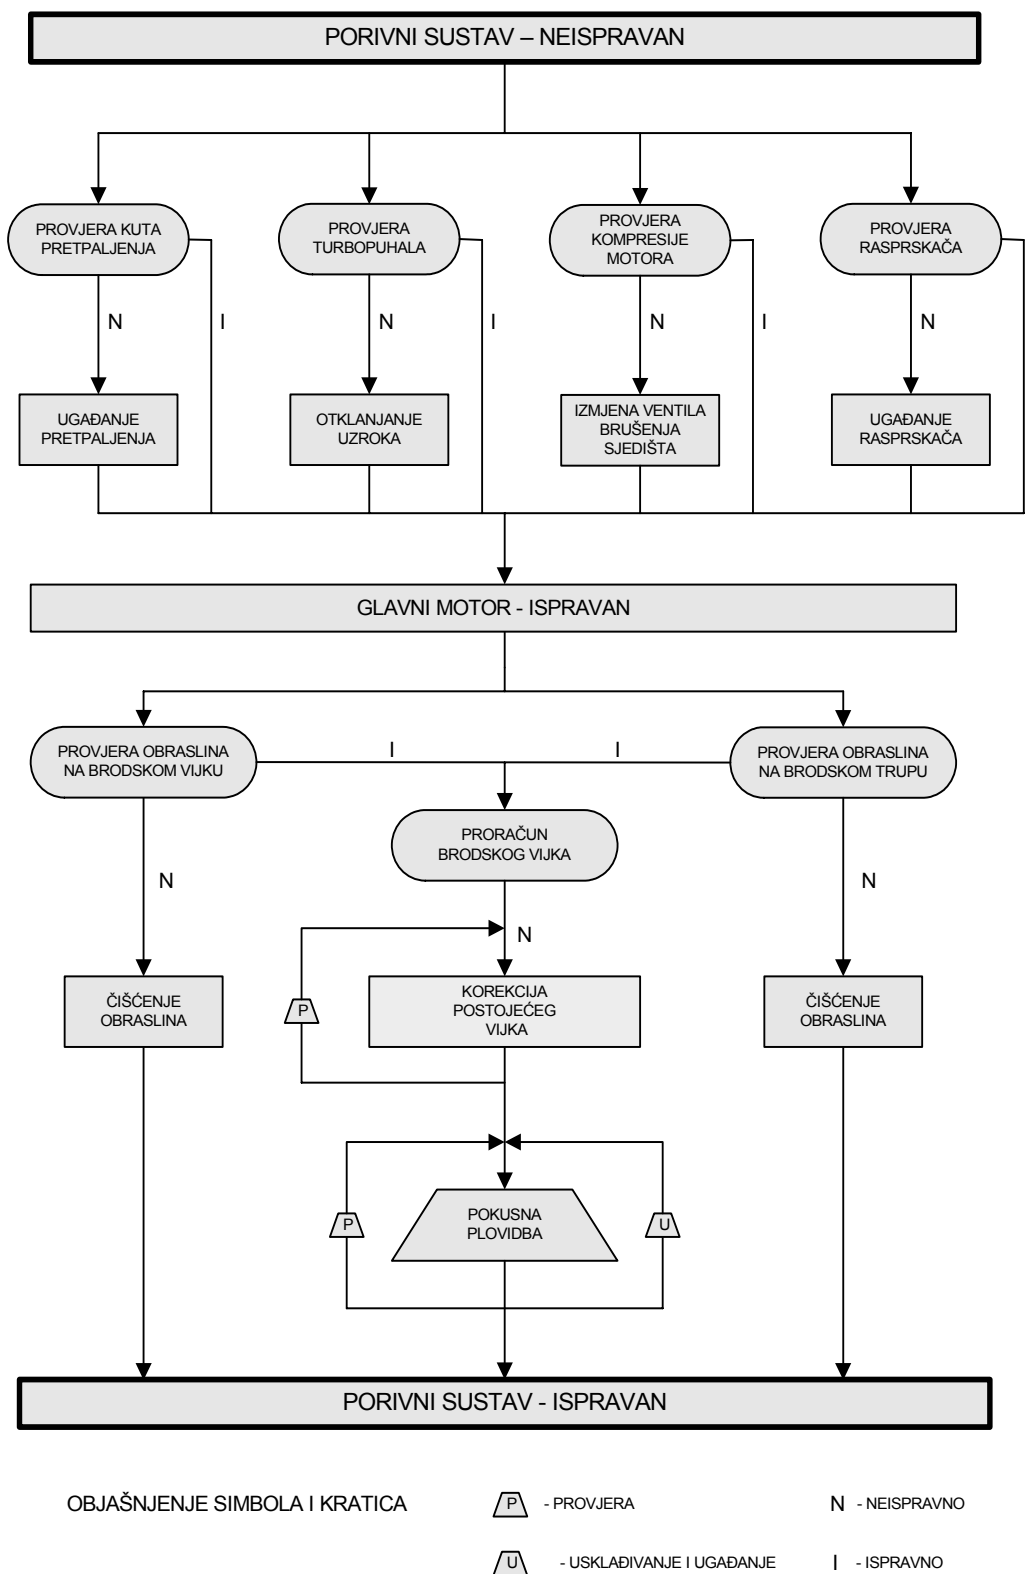 PORIVNI SUSTAV – NEISPRAVAN
PROVJERA KUTA
PRETPALJENJA
PROVJERA
TURBOPUHALA
PROVJERA
KOMPRESIJE
MOTORA
PROVJERA
RASPRSKAČA
N
I
N
I
N
I
N
UGAĐANJE
PRETPALJENJA
OTKLANJANJE
UZROKA
IZMJENA VENTILA
BRUŠENJA
SJEDIŠTA
UGAĐANJE
RASPRSKAČA
GLAVNI MOTOR - ISPRAVAN
PROVJERA OBRASLINA
NA BRODSKOM VIJKU
I
I
PROVJERA OBRASLINA
NA BRODSKOM TRUPU
PRORAČUN
BRODSKOG VIJKA
N
N
N
ČIŠĆENJE
OBRASLINA
P
KOREKCIJA
POSTOJEĆEG
VIJKA
ČIŠĆENJE
OBRASLINA
P
POKUSNA
PLOVIDBA
U
PORIVNI SUSTAV - ISPRAVAN
OBJAŠNJENJE SIMBOLA I KRATICA
P - PROVJERA
N - NEISPRAVNO
U - USKLAĐIVANJE I UGAĐANJE
I - ISPRAVNO